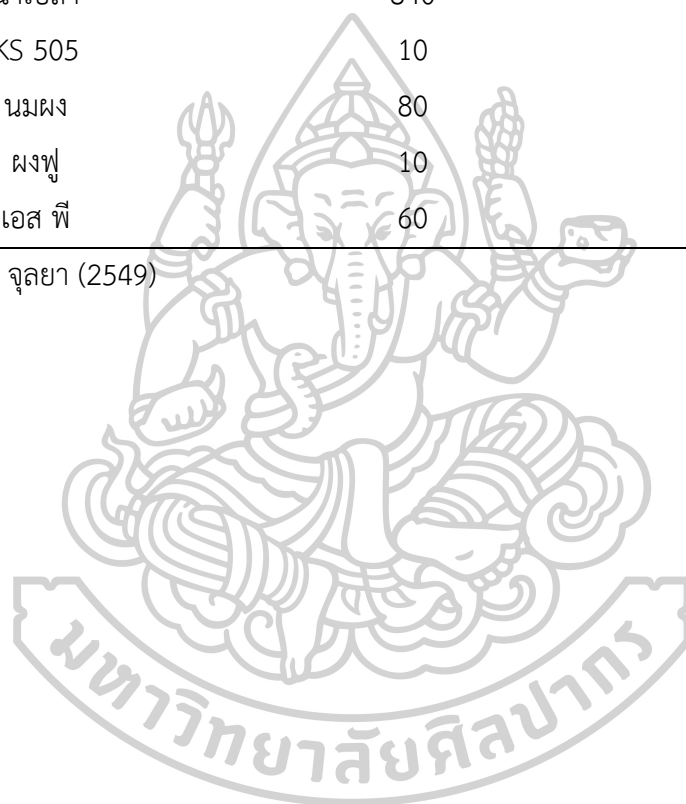 KS 505 10
นมผง 80
ผงฟู 10
เอส พี 60
จุลยา (2549)
มหาวิทยาลัยศิลปากร